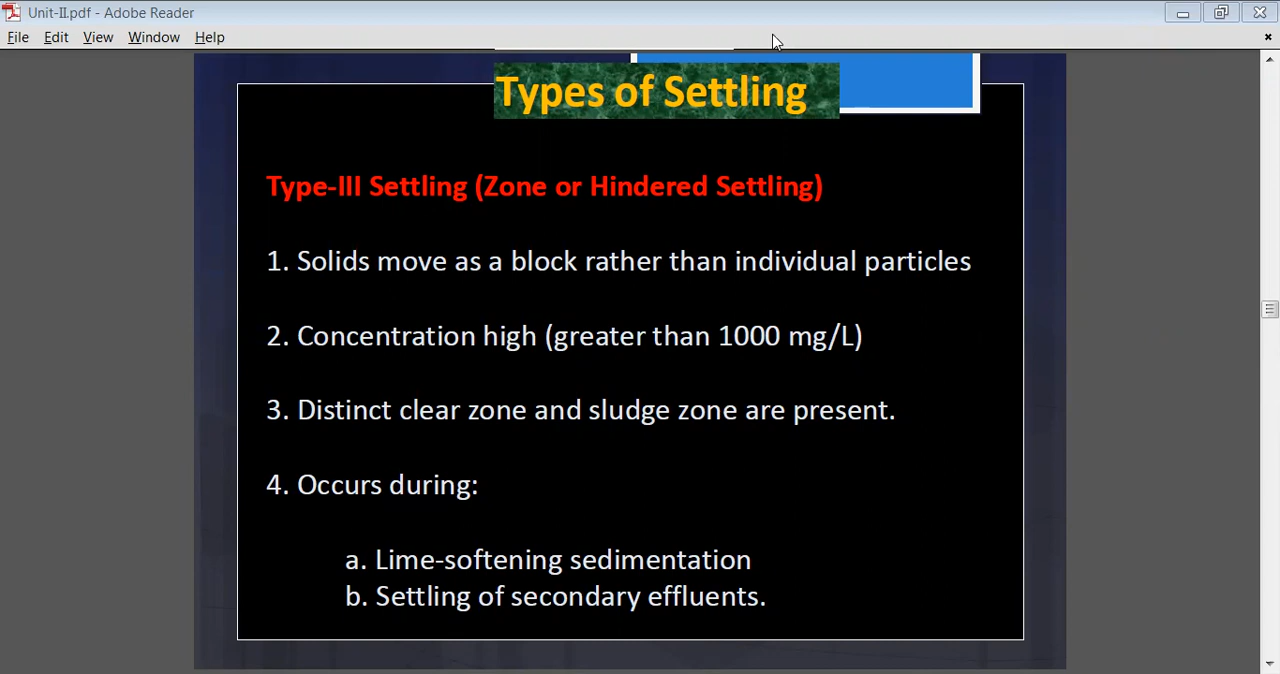 Unit-II.pdf - Adobe Reader
File Edit View Window Help
Types of Settling
Type-III Settling (Zone or Hindered Settling)
1. Solids move as a block rather than individual particles
2. Concentration high (greater than 1000 mg/L)
3. Distinct clear zone and sludge zone are present.
4. Occurs during:
a. Lime-softening sedimentation
b. Settling of secondary effluents.